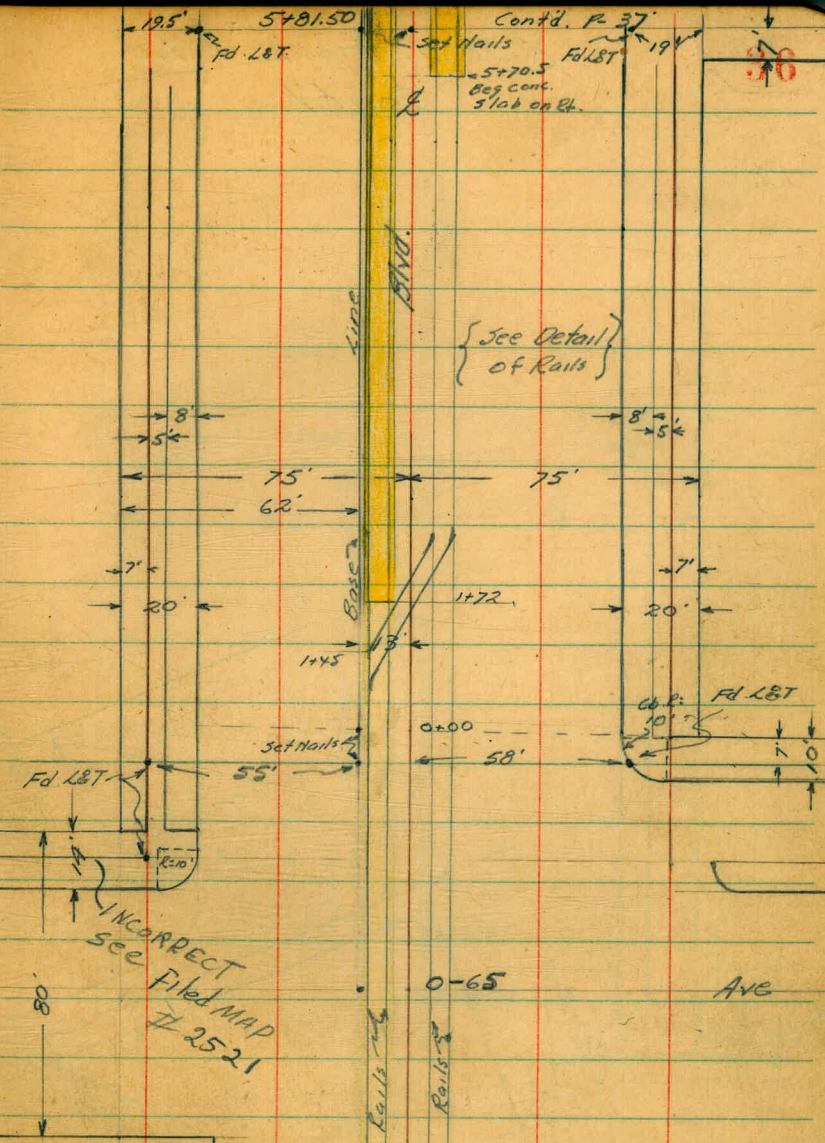 19.5'
5+81.50
Cont'd. P- 37
Fd. L&T.
Set Nails
Fd L&T
19'
7'
36
5+70.5
Beg conc.
Slab on Rt.
℄
Blvd.
Line
See Detail
of Rails
8'
5'
8'
5'
75'
75'
62'
7'
7'
Base
20'
1+72
20'
13'
1+45
Cb. R=
10'
Fd. L&T
0+00
Set Nails
7'
10'
55'
58'
Fd. L&T
14'
R=10'
INCORRECT
See
Filed MAP
# 2521
80'
0-65
Ave
Rails
Rails